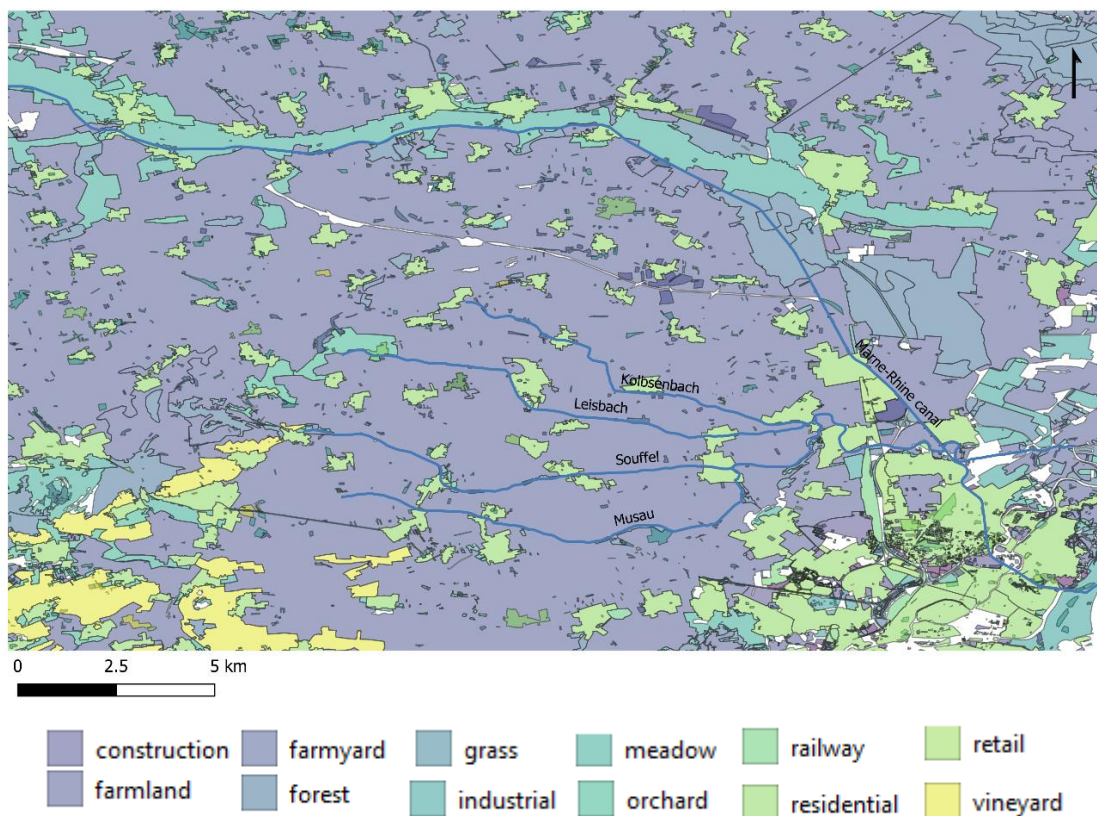 Marne-Rhine canal
Kolbsenbach
Leisbach
Souffel
Musau
0 2.5 5 km
construction farmyard grass meadow railway retail
farmland forest industrial orchard residential vineyard